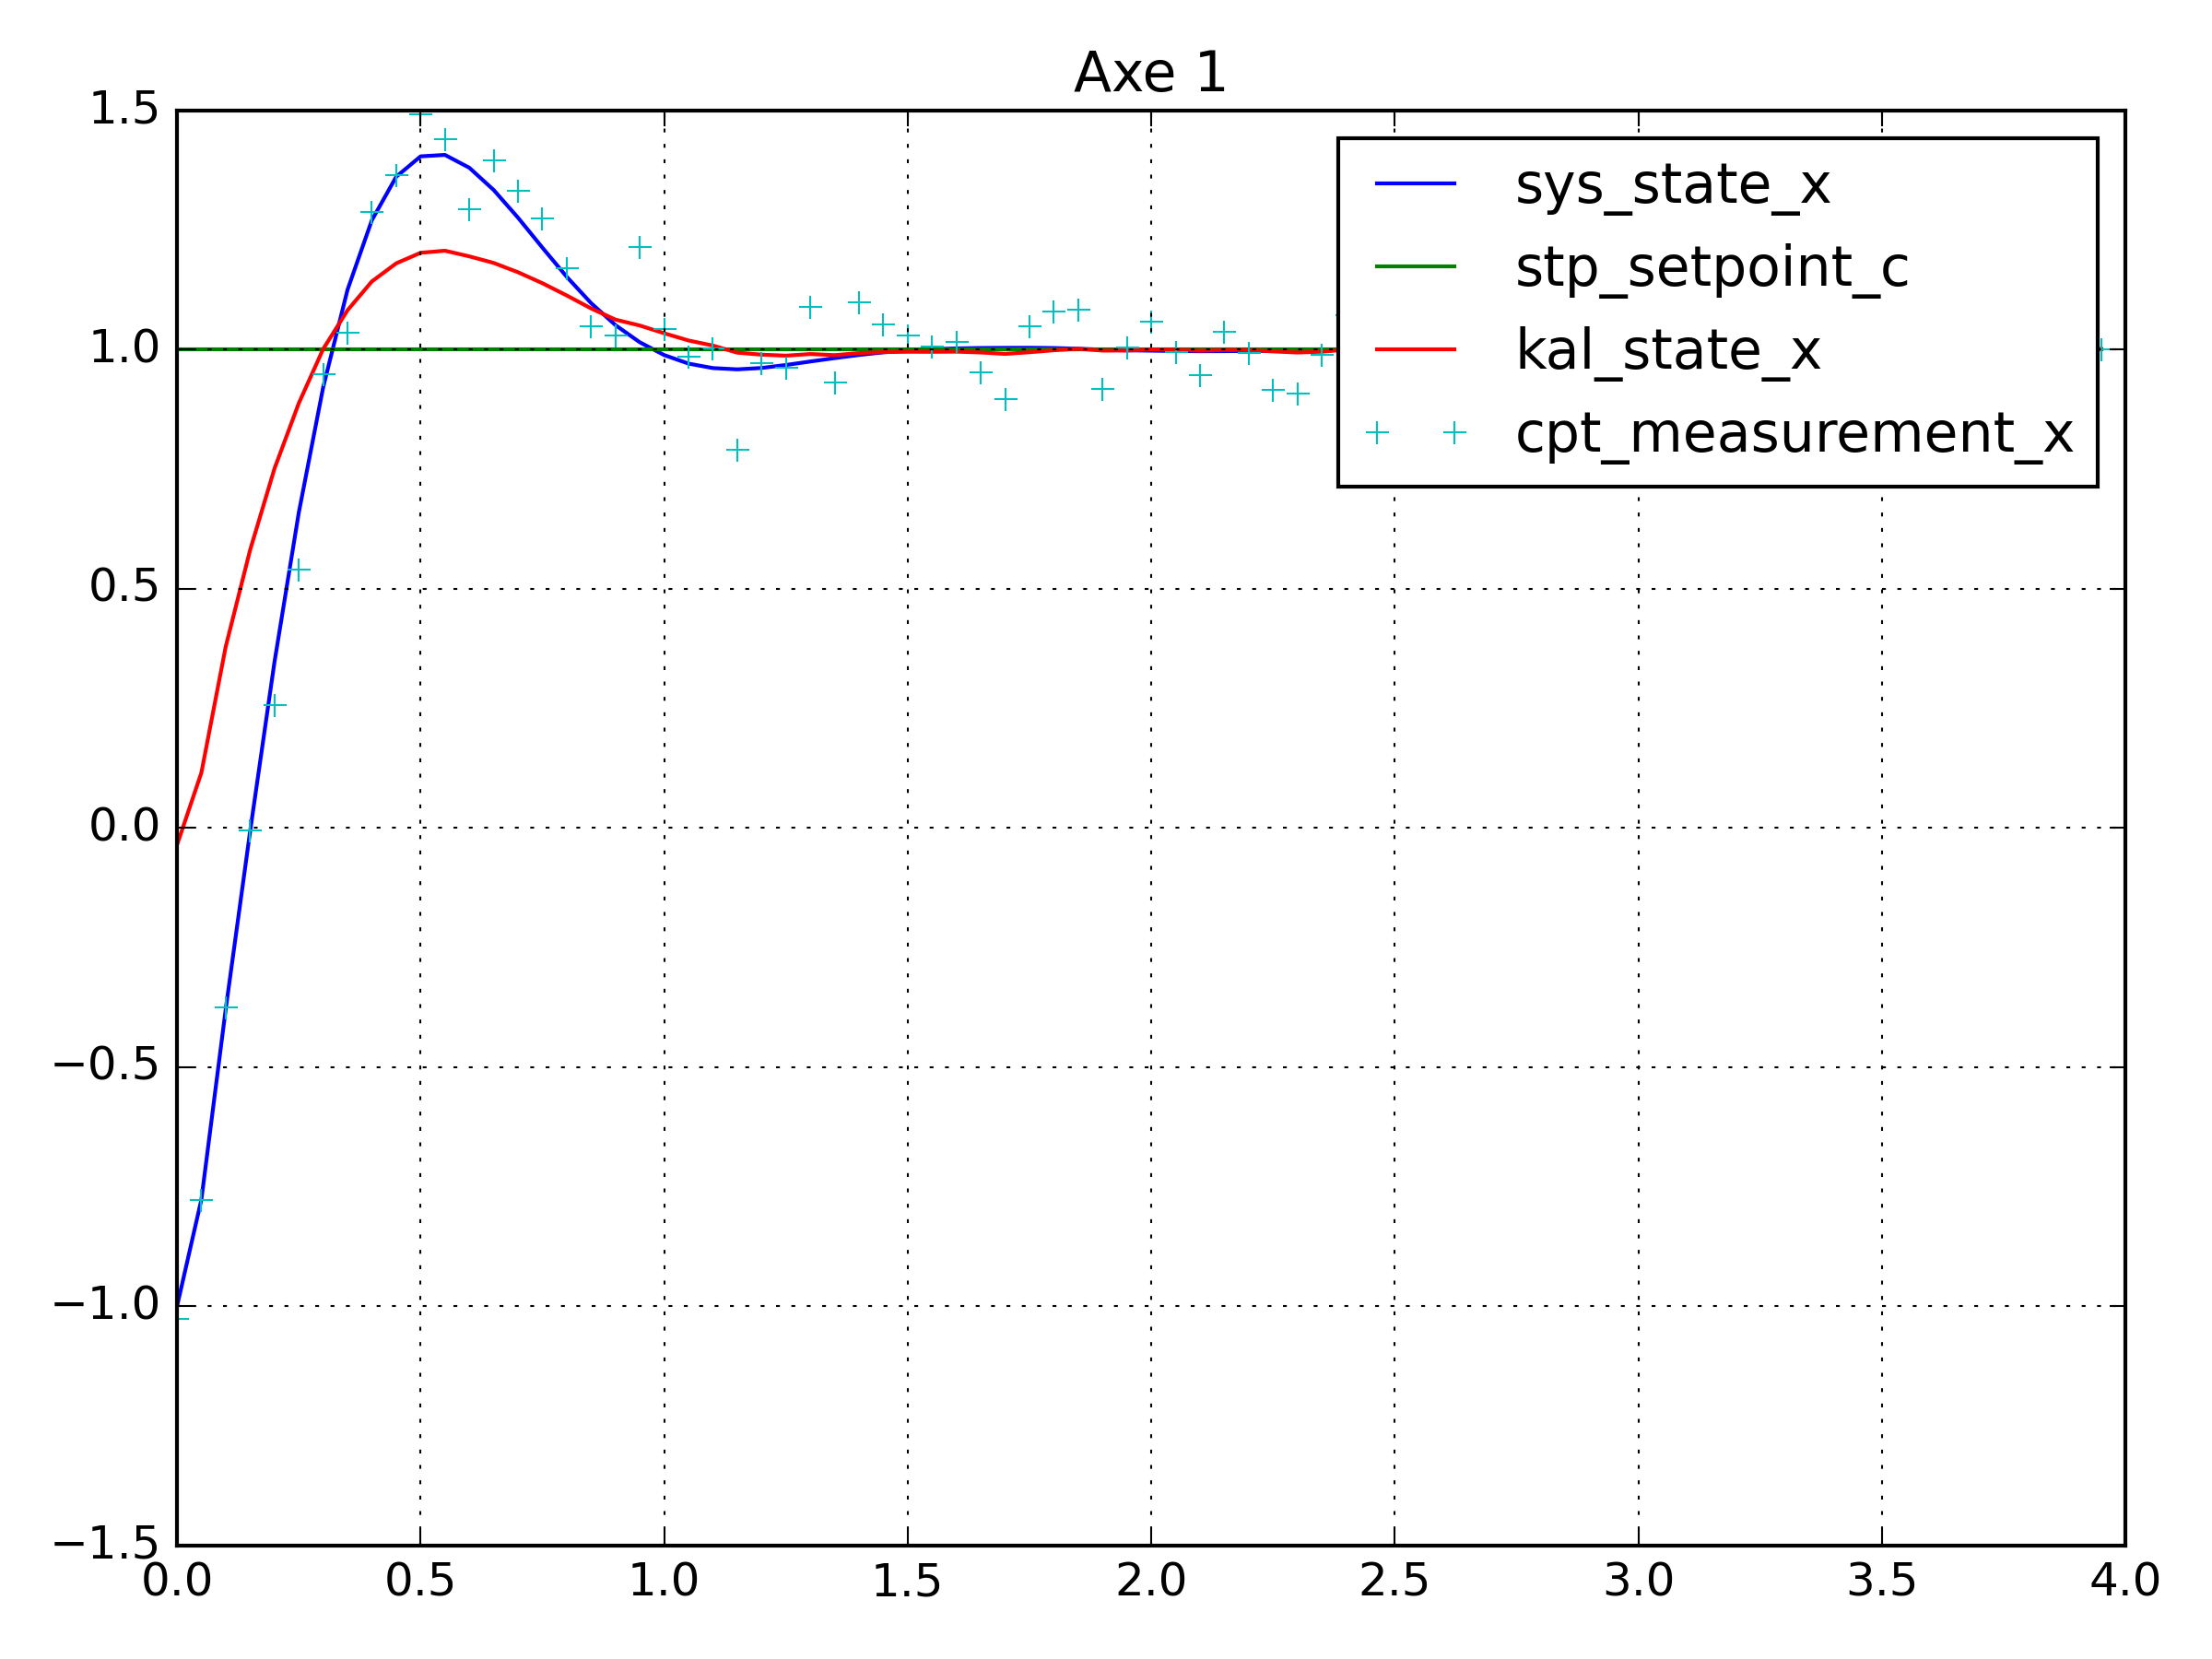 Axe 1
1.5
1.0
0.5
0.0
−0.5
−1.0
−1.5
sys_state_x
stp_setpoint_c
kal_state_x
cpt_measurement_x
0.0 0.5 1.0 1.5 2.0 2.5 3.0 3.5 4.0